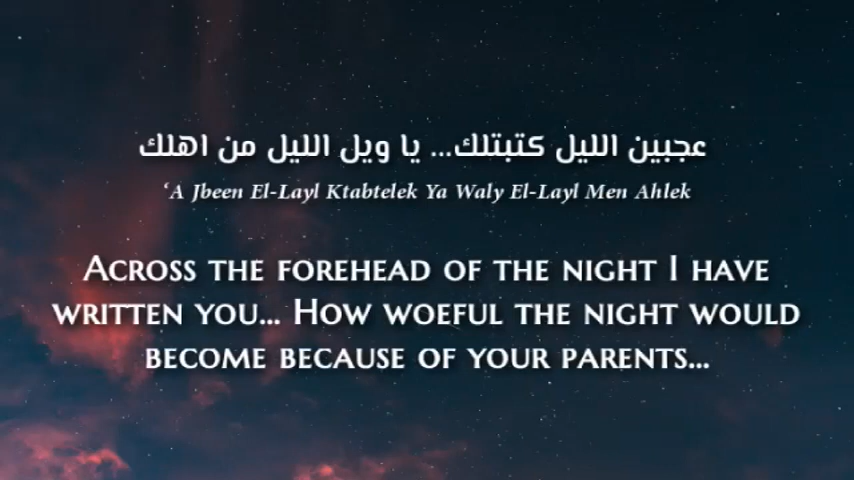 عجبين الليل كتبتلك... يا ويل الليل من اهلك
‘A Jbeen El-Layl Ktabtelek Ya Waly El-Layl Men Ahlek
Across the forehead of the night I have
written you... How woeful the night would
become because of your parents...